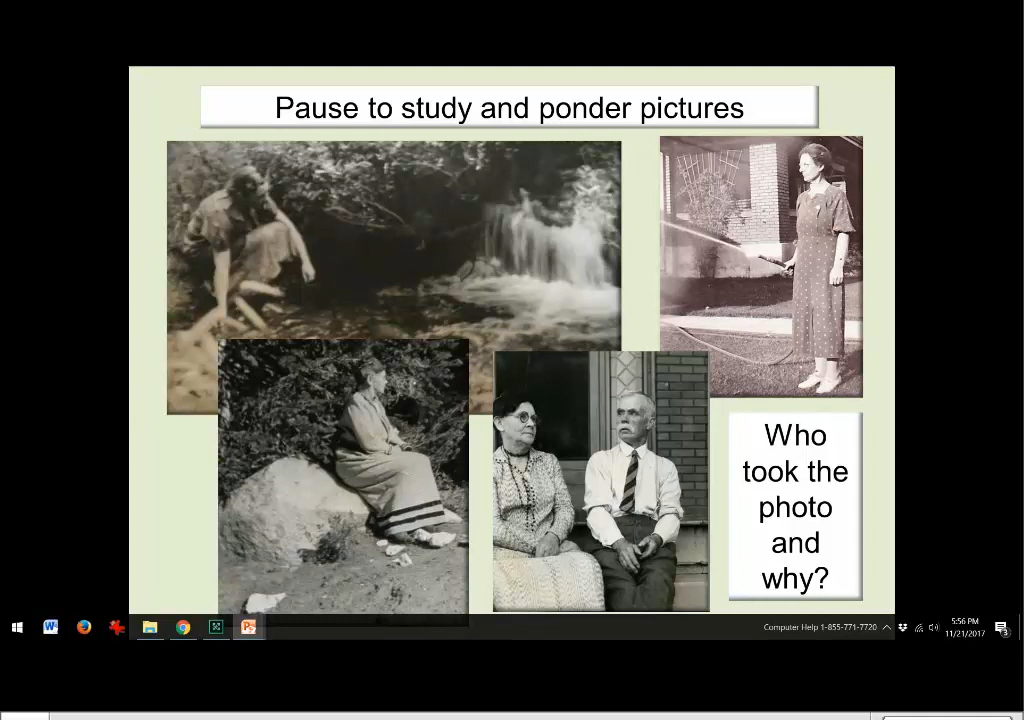 Pause to study and ponder pictures
Who
took the
photo
and
why?
Computer Help 1-855-771-7720
5:56 PM
11/21/2017
3